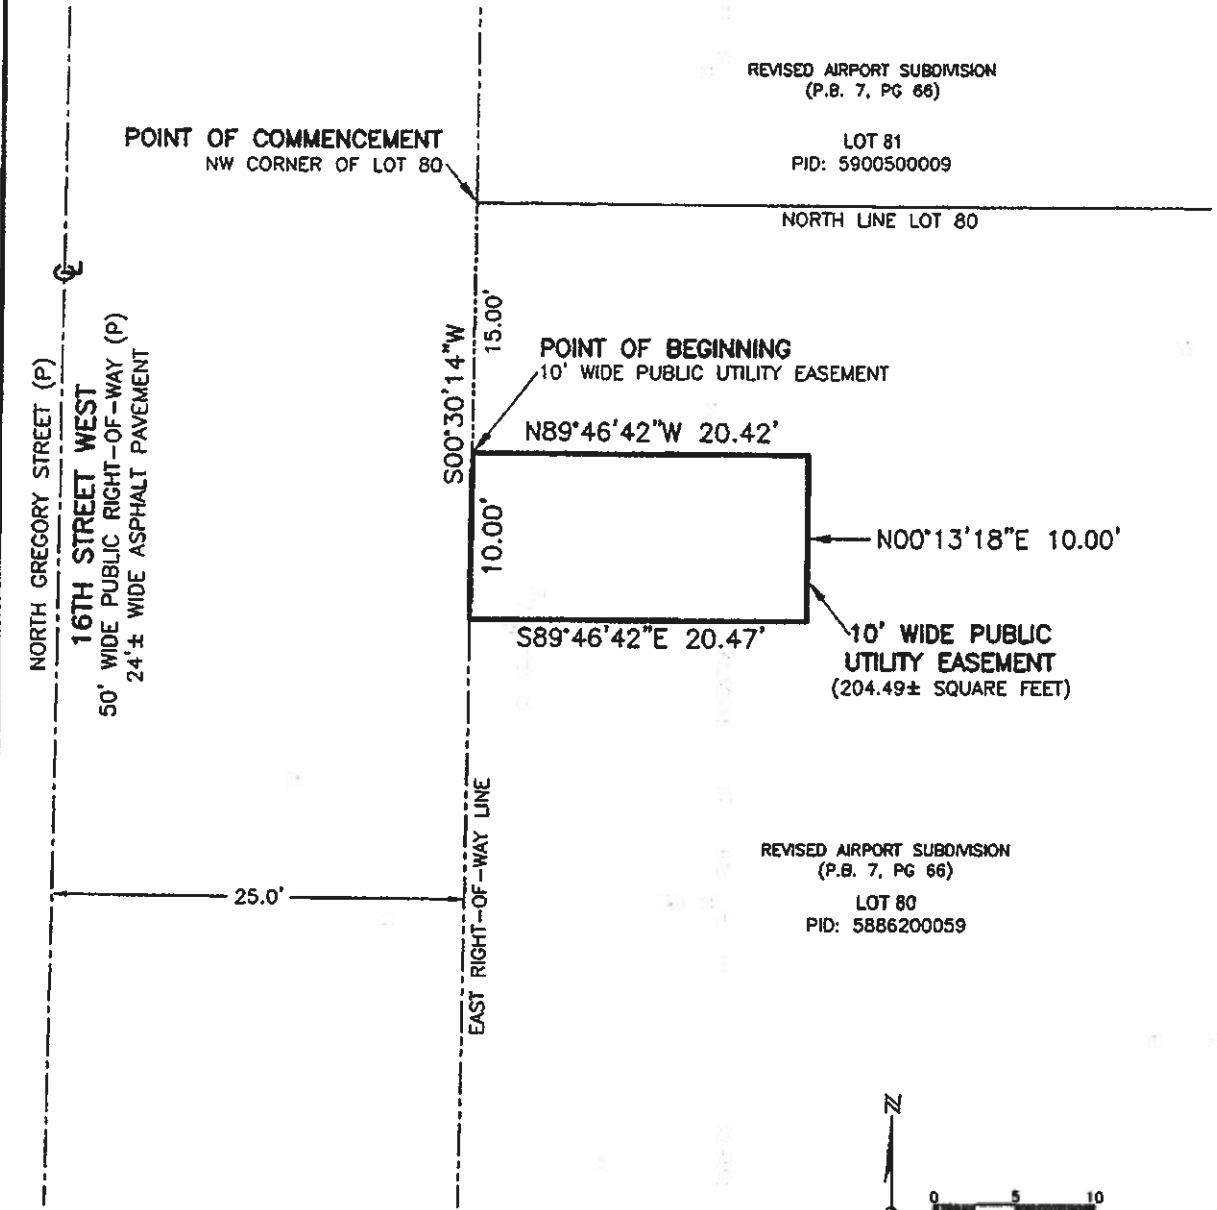 REVISED AIRPORT SUBDIVISION
(P.B. 7, PG 66)
LOT 81
PID: 5900500009
POINT OF COMMENCEMENT
NW CORNER OF LOT 80
NORTH LINE LOT 80
S00°30'14"W
15.00'
POINT OF BEGINNING
10' WIDE PUBLIC UTILITY EASEMENT
N89°46'42"W 20.42'
10.00'
N00°13'18"E 10.00'
S89°46'42"E 20.47'
10' WIDE PUBLIC
UTILITY EASEMENT
(204.49± SQUARE FEET)
NORTH GREGORY STREET (P)
16TH STREET WEST
50' WIDE PUBLIC RIGHT-OF-WAY (P)
24'± WIDE ASPHALT PAVEMENT
EAST RIGHT-OF-WAY LINE
25.0'
REVISED AIRPORT SUBDIVISION
(P.B. 7, PG 66)
LOT 80
PID: 5886200059
N
0 5 10